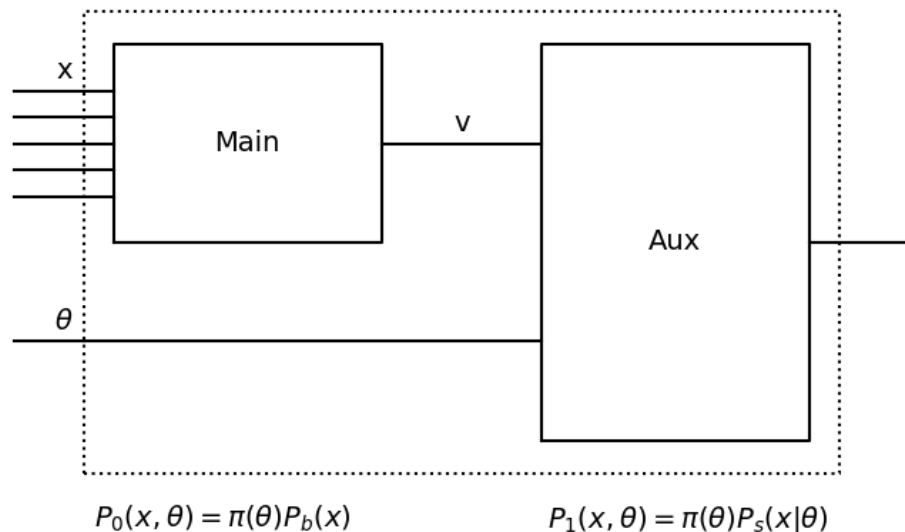 x
Main
v
Aux
θ
P₀(x, θ) = π(θ)P_b(x)
P₁(x, θ) = π(θ)P_s(x|θ)